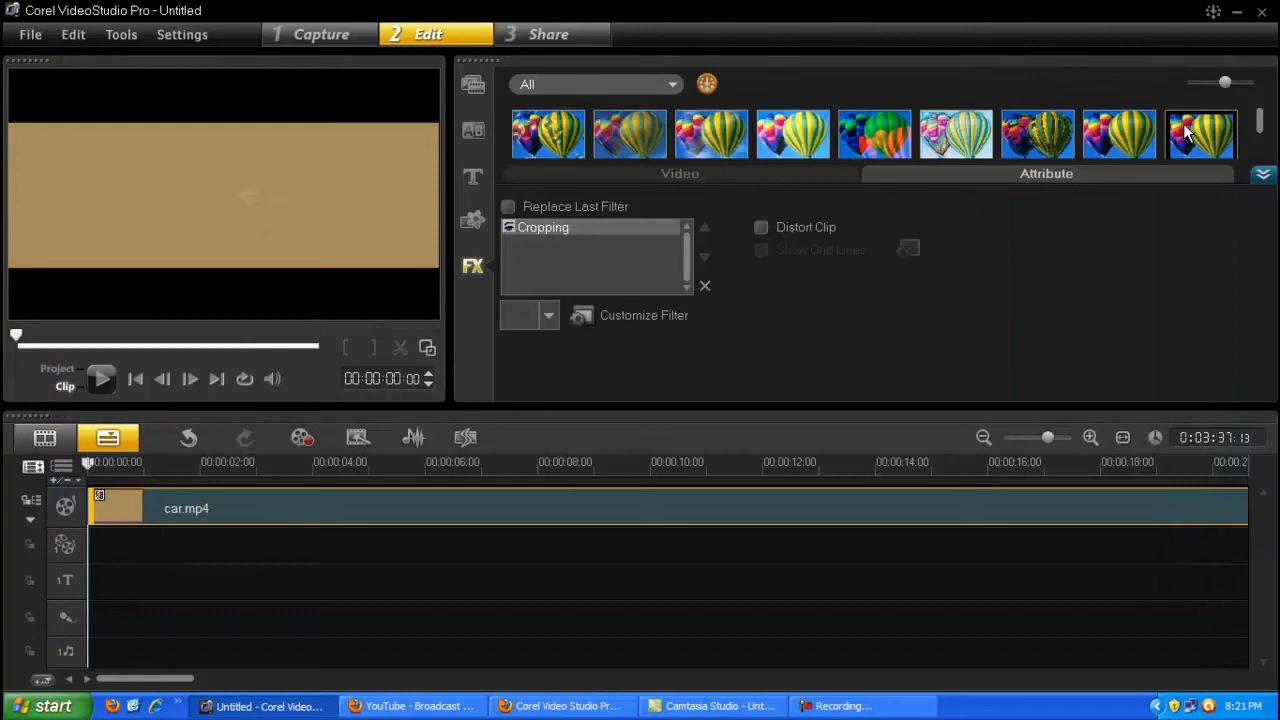 Corel VideoStudio Pro - Untitled
File Edit Tools Settings
1 Capture 2 Edit 3 Share
All
Video Attribute
Replace Last Filter
Cropping
Distort Clip
Show Grid Lines
Customize Filter
Project
Clip
00:00:00:00
0:03:37:13
00:00:00:00 00:00:02:00 00:00:04:00 00:00:06:00 00:00:08:00 00:00:10:00 00:00:12:00 00:00:14:00 00:00:16:00 00:00:18:00 00:00:2
car.mp4
start
Untitled - Corel Video...
YouTube - Broadcast ...
Corel Video Studio Pr...
Camtasia Studio - Unt...
Recording...
8:21 PM